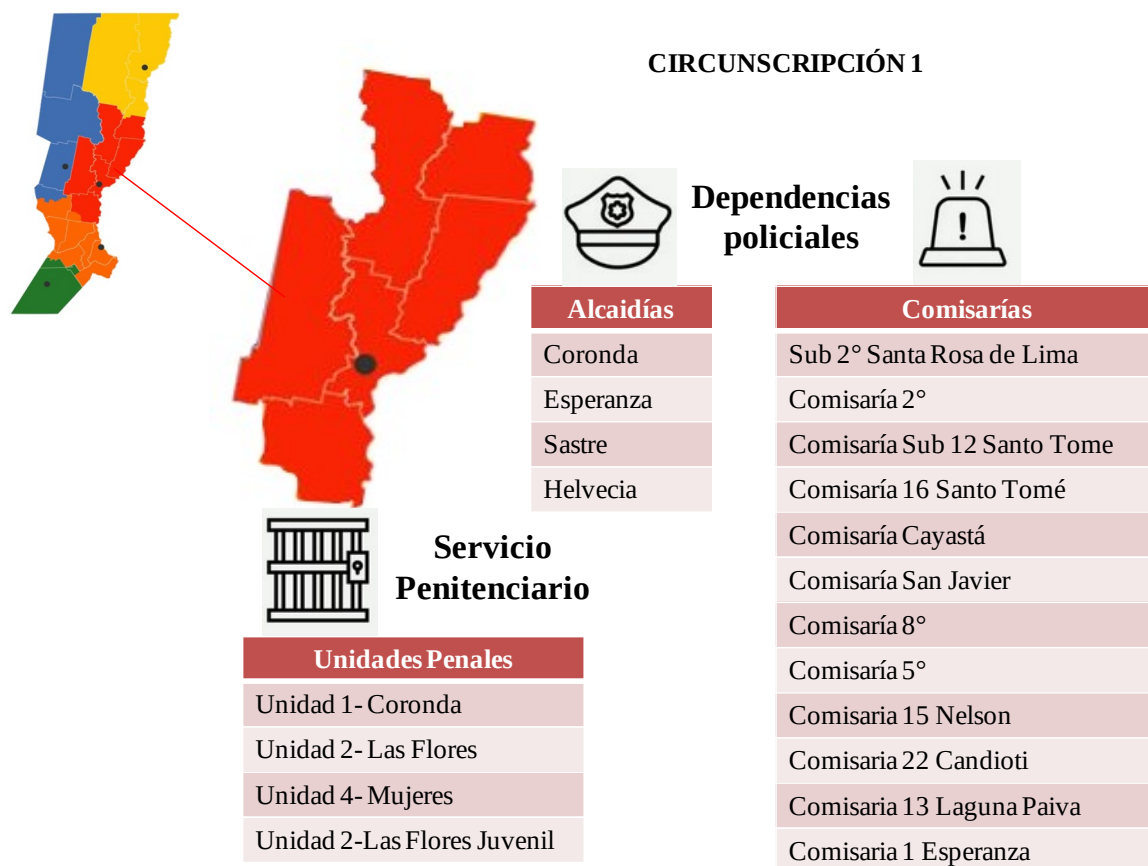 CIRCUNSCRIPCIÓN 1
Dependencias
policiales
!
Alcaidías
Coronda
Esperanza
Sastre
Helvecia
Comisarías
Sub 2° Santa Rosa de Lima
Comisaría 2°
Comisaría Sub 12 Santo Tome
Comisaría 16 Santo Tomé
Comisaría Cayastá
Comisaría San Javier
Comisaría 8°
Comisaría 5°
Comisaria 15 Nelson
Comisaria 22 Candioti
Comisaria 13 Laguna Paiva
Comisaria 1 Esperanza
Servicio
Penitenciario
Unidades Penales
Unidad 1- Coronda
Unidad 2- Las Flores
Unidad 4- Mujeres
Unidad 2-Las Flores Juvenil